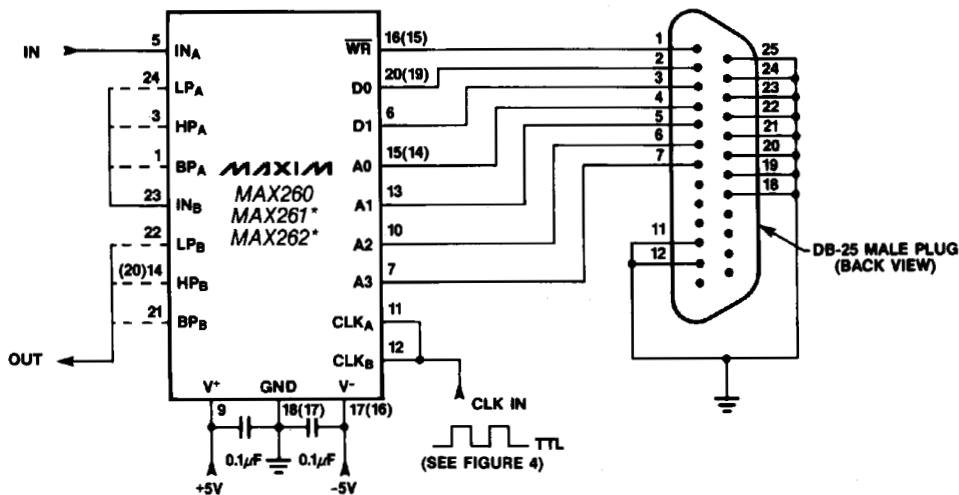 IN
5 INA
24 LPA
3 HPA
1 BPA
23 INB
22 LPB
(20)14 HPB
21 BPB
OUT
MAXIM
MAX260
MAX261*
MAX262*
WR 16(15)
D0 20(19)
D1 6
A0 15(14)
A1 13
A2 10
A3 7
CLKA 11
CLKB 12
V+ GND V-
9 18(17) 17(16)
0.1μF 0.1μF
+5V -5V
CLK IN
TTL
(SEE FIGURE 4)
1
2
3
4
5
6
7
11
12
25
24
23
22
21
20
19
18
DB-25 MALE PLUG
(BACK VIEW)